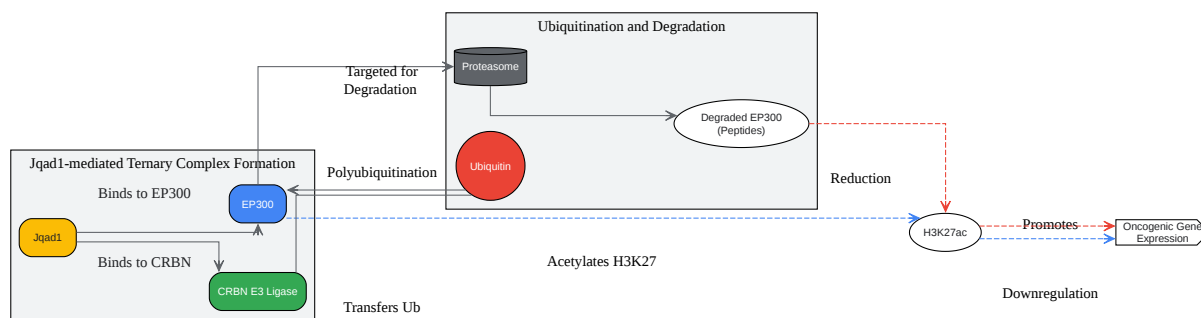 Ubiquitination and Degradation
Proteasome
Targeted for
Degradation
Degraded EP300
(Peptides)
Jqad1-mediated Ternary Complex Formation
Ubiquitin
Polyubiquitination
Reduction
Binds to EP300
EP300
Jqad1
H3K27ac
Promotes
Oncogenic Gene
Expression
Binds to CRBN
Acetylates H3K27
CRBN E3 Ligase
Downregulation
Transfers Ub